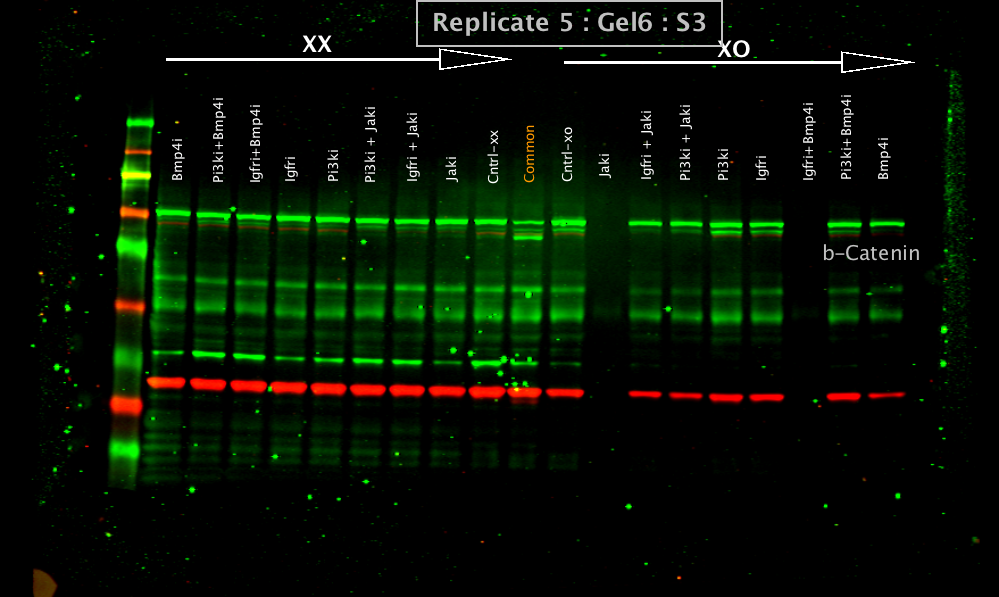 Replicate 5 : Gel6 : S3
XX
XO
Bmp4i
Pi3ki+Bmp4i
Igfri+Bmp4i
Igfri
Pi3ki
Pi3ki + Jaki
Igfri + Jaki
Jaki
Cntrl-xx
Common
Cntrl-xo
Jaki
Igfri + Jaki
Pi3ki + Jaki
Pi3ki
Igfri
Igfri+Bmp4i
Pi3ki+Bmp4i
Bmp4i
b-Catenin